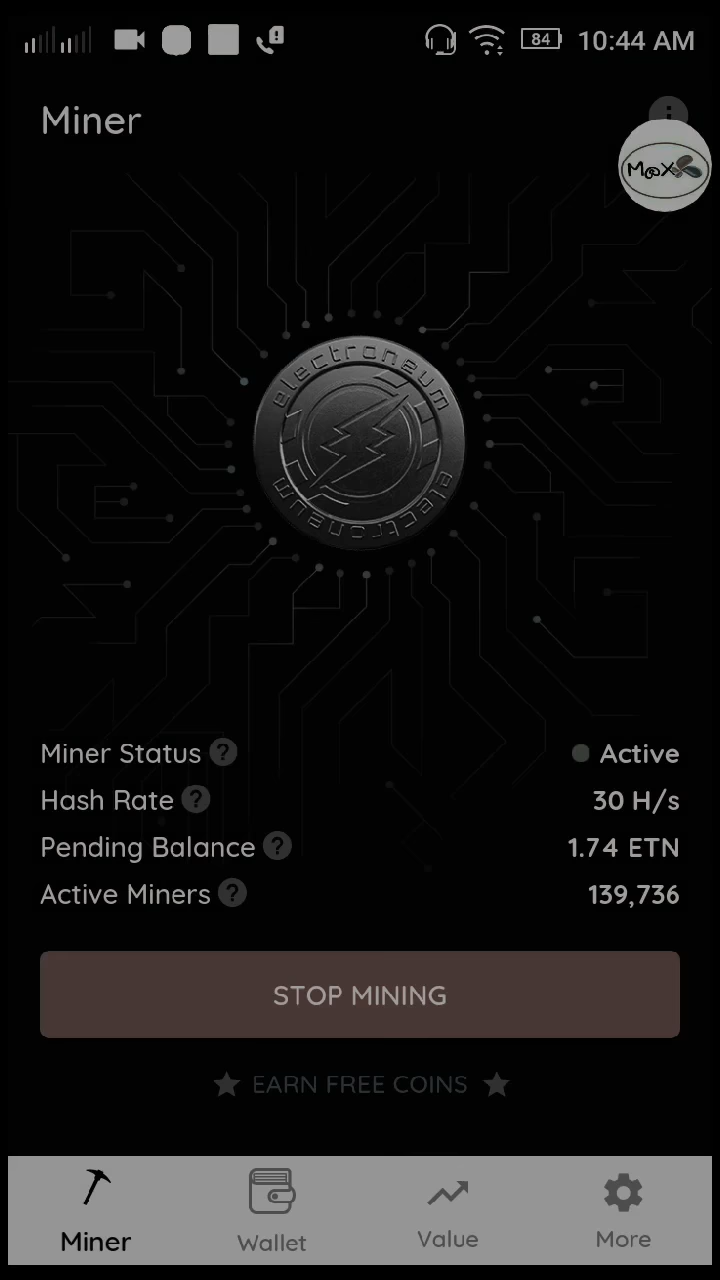 84 10:44 AM
Miner
M@X
electroneum
electroneum
Miner Status ? Active
Hash Rate ? 30 H/s
Pending Balance ? 1.74 ETN
Active Miners ? 139,736
STOP MINING
EARN FREE COINS
Miner Wallet Value More